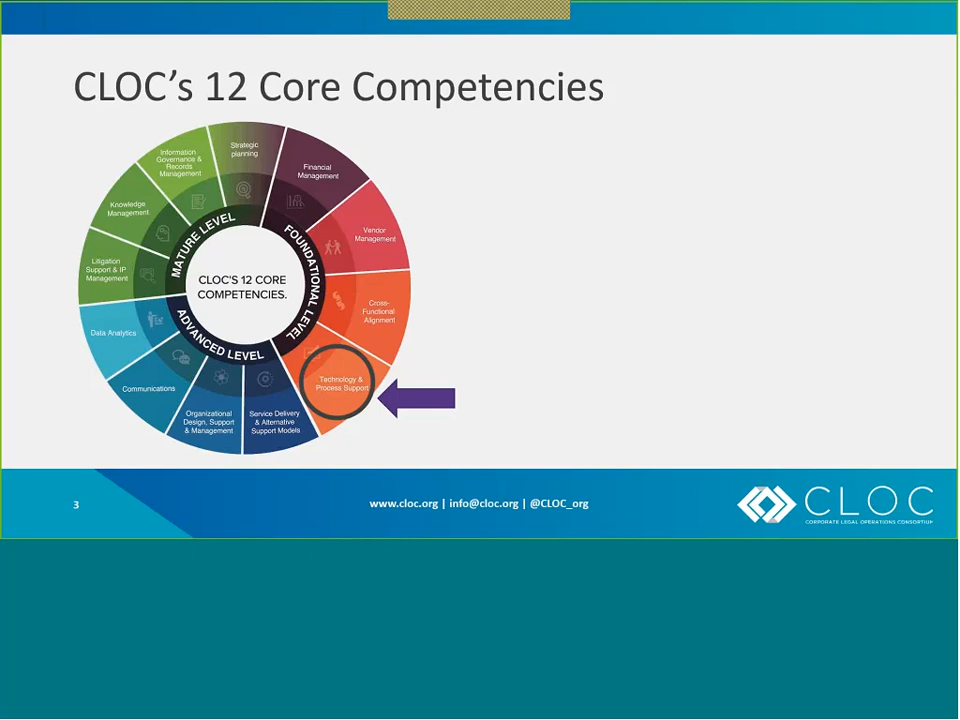 CLOC’s 12 Core Competencies
Strategic
planning
Financial
Management
Vendor
Management
Cross-
Functional
Alignment
Technology &
Process Support
Service Delivery
& Alternative
Support Models
Organizational
Design, Support
& Management
Communications
Data Analytics
Litigation
Support & IP
Management
Knowledge
Management
Information
Governance &
Records
Management
MATURE LEVEL
FOUNDATIONAL LEVEL
ADVANCED LEVEL
CLOC'S 12 CORE
COMPETENCIES.
3
www.cloc.org | info@cloc.org | @CLOC_org
CLOC
CORPORATE LEGAL OPERATIONS CONSORTIUM